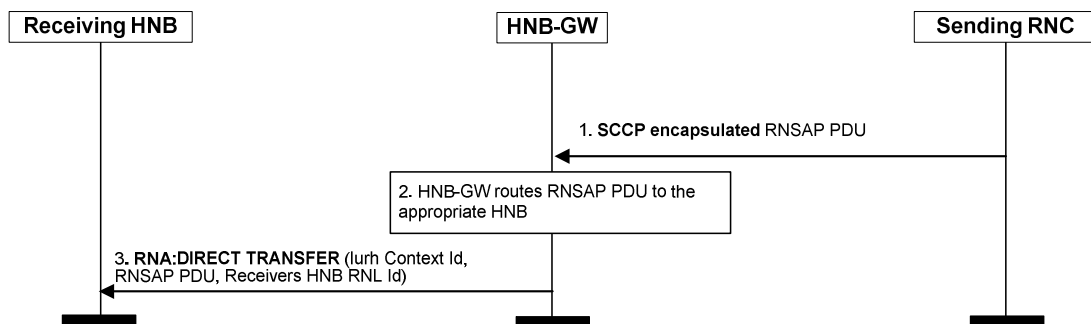 Receiving HNB
HNB-GW
Sending RNC
1. SCCP encapsulated RNSAP PDU
2. HNB-GW routes RNSAP PDU to the
appropriate HNB
3. RNA:DIRECT TRANSFER (Iurh Context Id,
RNSAP PDU, Receivers HNB RNL Id)